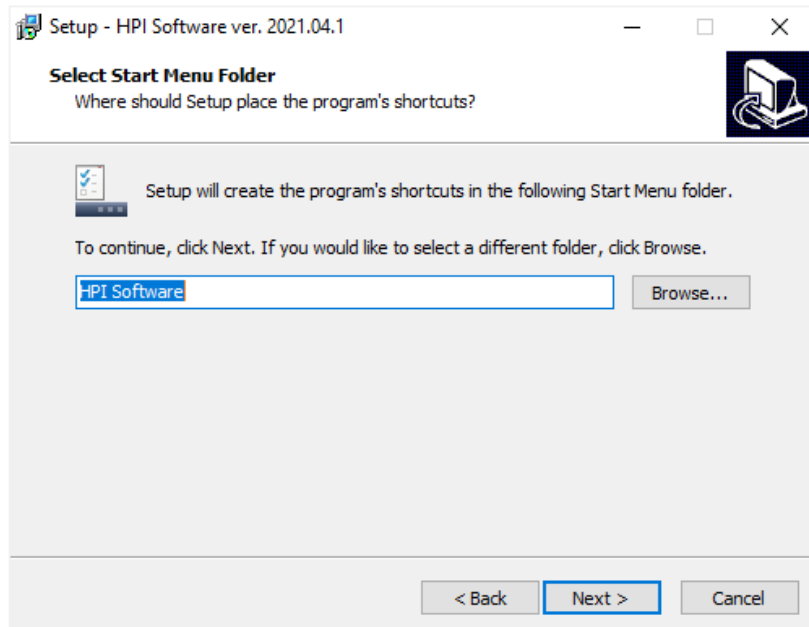 Setup - HPI Software ver. 2021.04.1
Select Start Menu Folder
Where should Setup place the program's shortcuts?
Setup will create the program's shortcuts in the following Start Menu folder.
To continue, click Next. If you would like to select a different folder, click Browse.
HPI Software
Browse...
< Back
Next >
Cancel